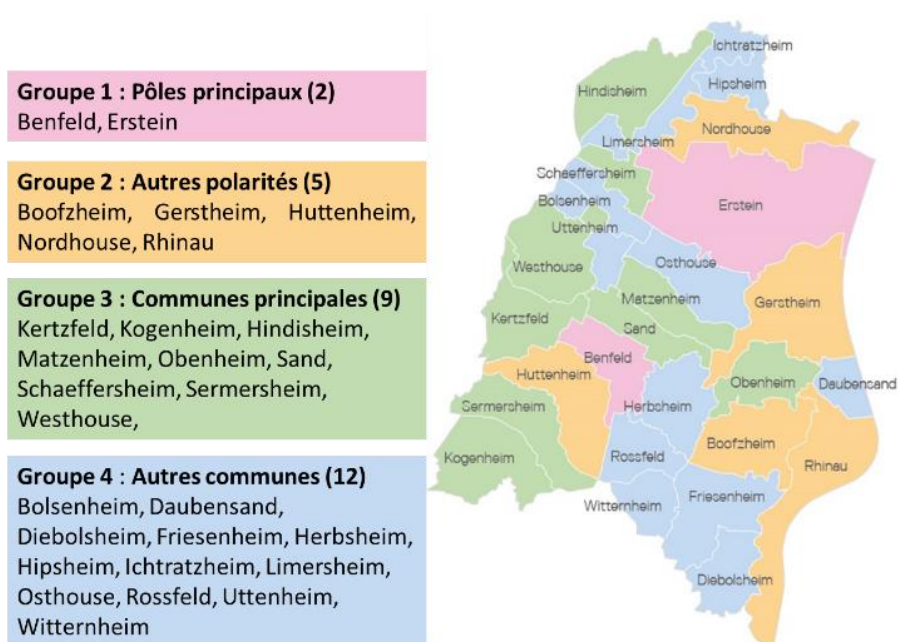 Groupe 1 : Pôles principaux (2)
Benfeld, Erstein
Groupe 2 : Autres polarités (5)
Boofzheim, Gerstheim, Huttenheim,
Nordhouse, Rhinau
Groupe 3 : Communes principales (9)
Kertzfeld, Kogenheim, Hindisheim,
Matzenheim, Obenheim, Sand,
Schaeffersheim, Sermersheim,
Westhouse,
Groupe 4 : Autres communes (12)
Bolsenheim, Daubensand,
Diebolsheim, Friesenheim, Herbsheim,
Hipsheim, Ichtratzheim, Limersheim,
Osthouse, Rossfeld, Uttenheim,
Witternheim
Ichtratzheim
Hipsheim
Hindisheim
Nordhouse
Limersheim
Schaeffersheim
Bolsenheim
Erstein
Uttenheim
Osthouse
Westhouse
Matzenheim
Gerstheim
Kertzfeld
Sand
Benfeld
Huttenheim
Obenheim
Daubensand
Sermersheim
Herbsheim
Boofzheim
Kogenheim
Rossfeld
Rhinau
Friesenheim
Witternheim
Diebolsheim